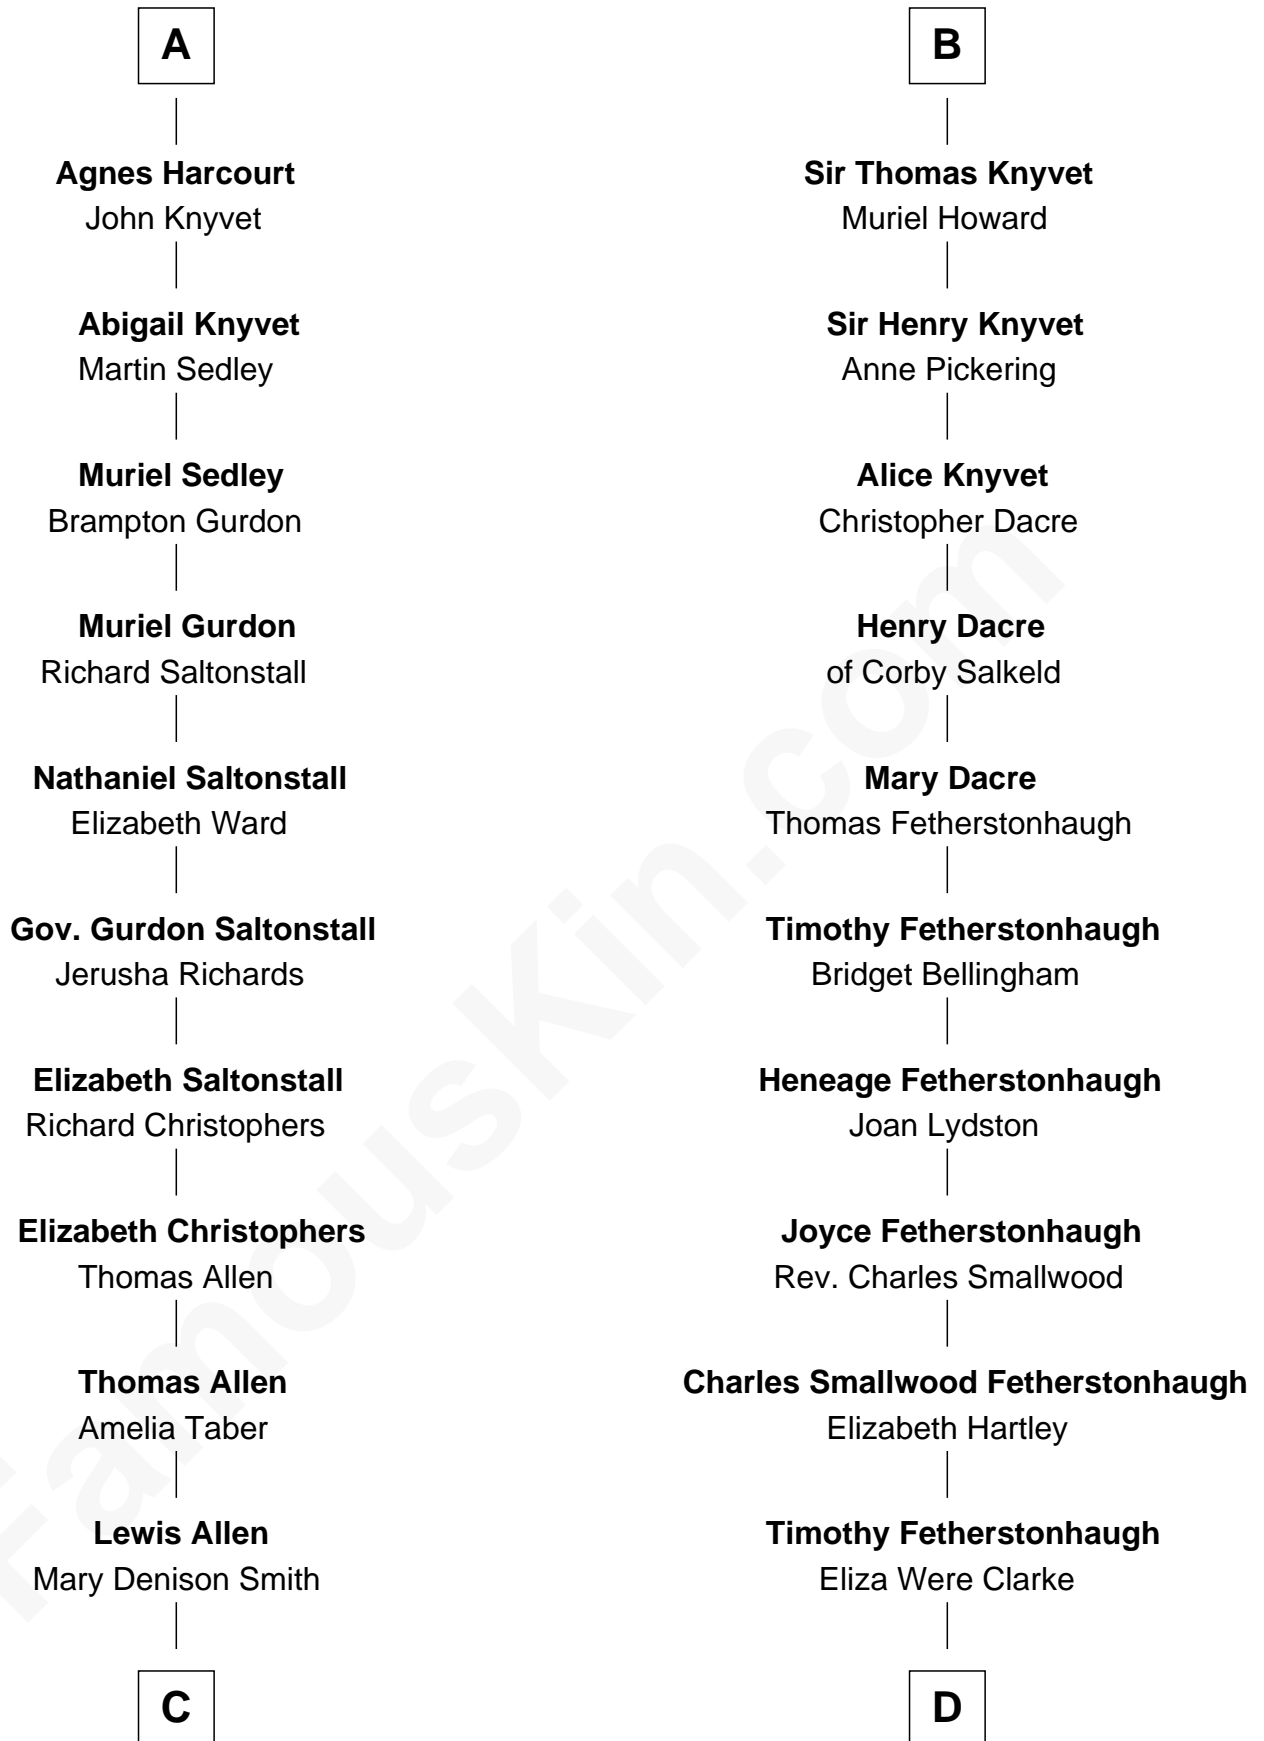 A
Agnes Harcourt
John Knyvet
Abigail Knyvet
Martin Sedley
Muriel Sedley
Brampton Gurdon
Muriel Gurdon
Richard Saltonstall
Nathaniel Saltonstall
Elizabeth Ward
Gov. Gurdon Saltonstall
Jerusha Richards
Elizabeth Saltonstall
Richard Christophers
Elizabeth Christophers
Thomas Allen
Thomas Allen
Amelia Taber
Lewis Allen
Mary Denison Smith
C
B
Sir Thomas Knyvet
Muriel Howard
Sir Henry Knyvet
Anne Pickering
Alice Knyvet
Christopher Dacre
Henry Dacre
of Corby Salkeld
Mary Dacre
Thomas Fetherstonhaugh
Timothy Fetherstonhaugh
Bridget Bellingham
Heneage Fetherstonhaugh
Joan Lydston
Joyce Fetherstonhaugh
Rev. Charles Smallwood
Charles Smallwood Fetherstonhaugh
Elizabeth Hartley
Timothy Fetherstonhaugh
Eliza Were Clarke
D
FamousKin.com